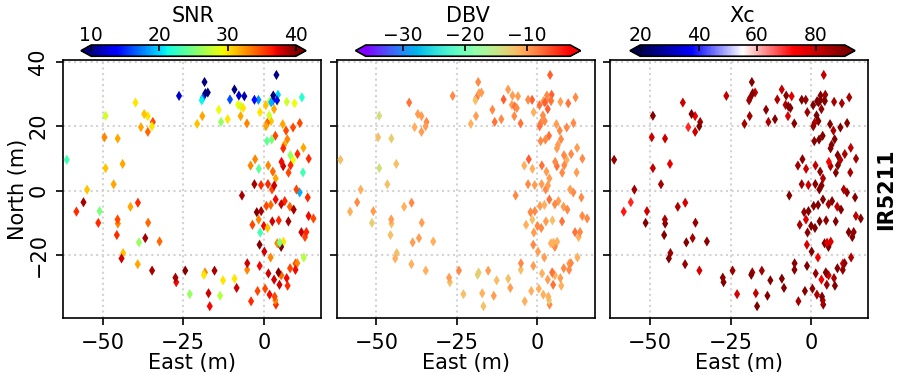 SNR DBV Xc
10 20 30 40 −30 −20 −10 20 40 60 80
40
20
0
−20
North (m)
IR5211
−50 −25 0 −50 −25 0 −50 −25 0
East (m) East (m) East (m)